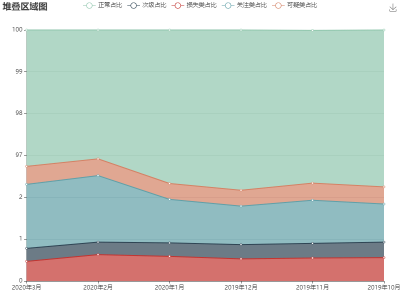 堆叠区域图
正常占比
次级占比
损失类占比
关注类占比
可疑类占比
100
99
98
97
2
1
0
2020年3月
2020年2月
2020年1月
2019年12月
2019年11月
2019年10月